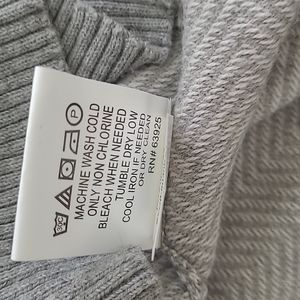 MACHINE WASH COLD
ONLY NON CHLORINE
BLEACH WHEN NEEDED
TUMBLE DRY LOW
COOL IRON IF NEEDED
OR DRY CLEAN
RN# 63925